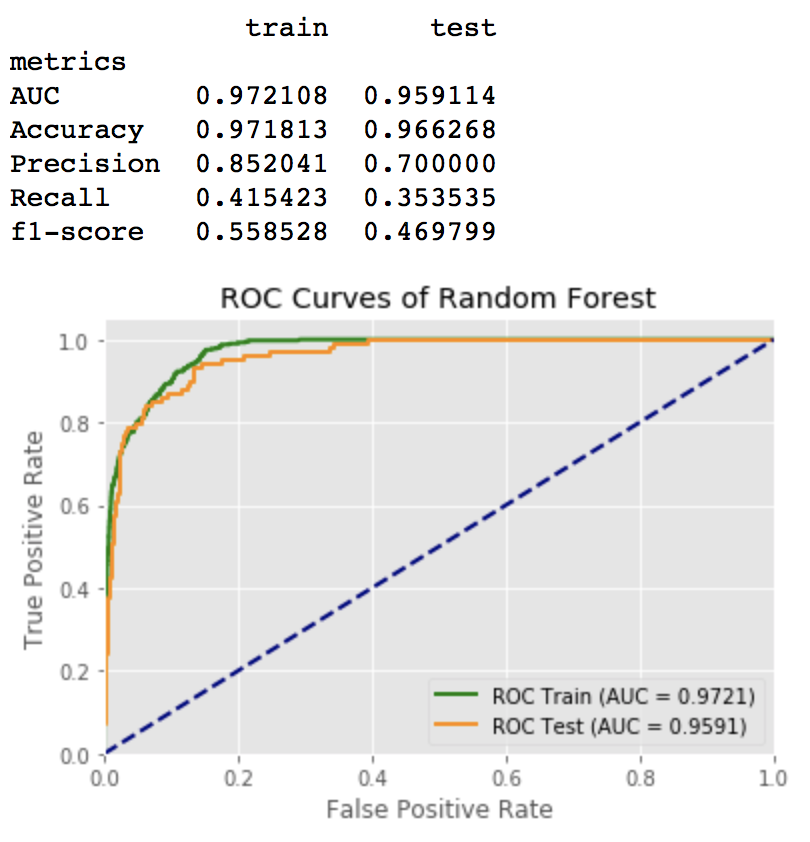 train test
metrics
AUC 0.972108 0.959114
Accuracy 0.971813 0.966268
Precision 0.852041 0.700000
Recall 0.415423 0.353535
f1-score 0.558528 0.469799
ROC Curves of Random Forest
1.0
0.8
0.6
0.4
0.2
0.0
True Positive Rate
ROC Train (AUC = 0.9721)
ROC Test (AUC = 0.9591)
0.0 0.2 0.4 0.6 0.8 1.0
False Positive Rate